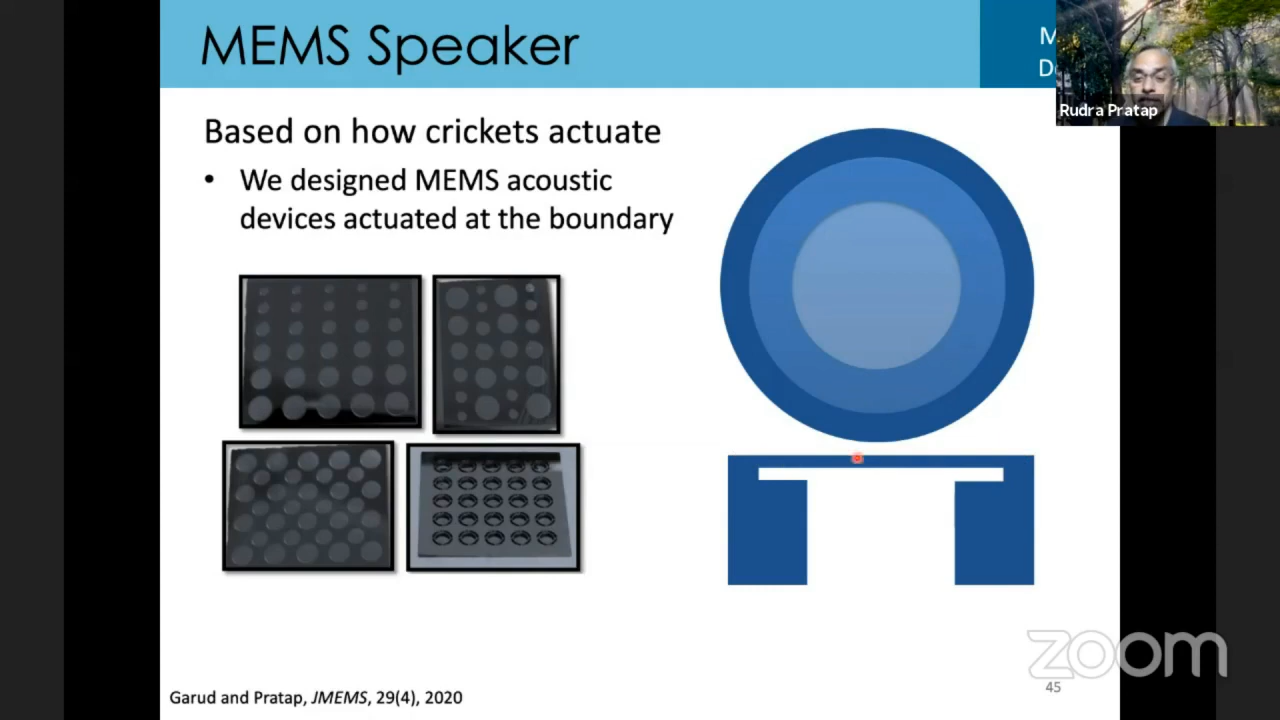 MEMS Speaker
M
D
Rudra Pratap
Based on how crickets actuate
• We designed MEMS acoustic
devices actuated at the boundary
zoom
45
Garud and Pratap, JMEMS, 29(4), 2020